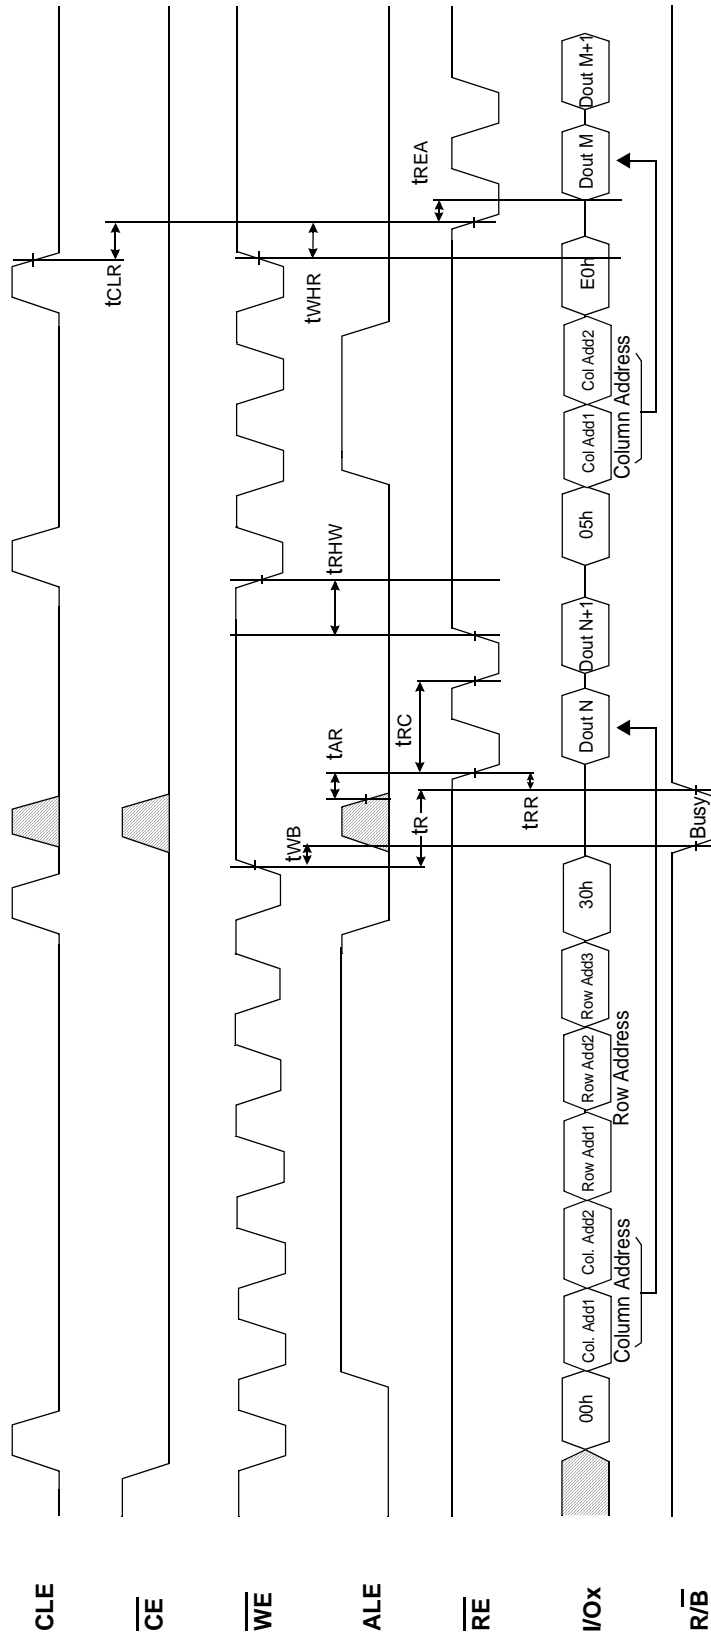 CLE
CE
WE
ALE
RE
I/Ox
R/B
tCLR
tWHR
tREA
tWB
tAR
tRHW
tR
tRC
tRR
00h
Col. Add1
Col. Add2
Row Add1
Row Add2
Row Add3
30h
Dout N
Dout N+1
05h
Col Add1
Col Add2
E0h
Dout M
Dout M+1
Column Address
Row Address
Column Address
Busy